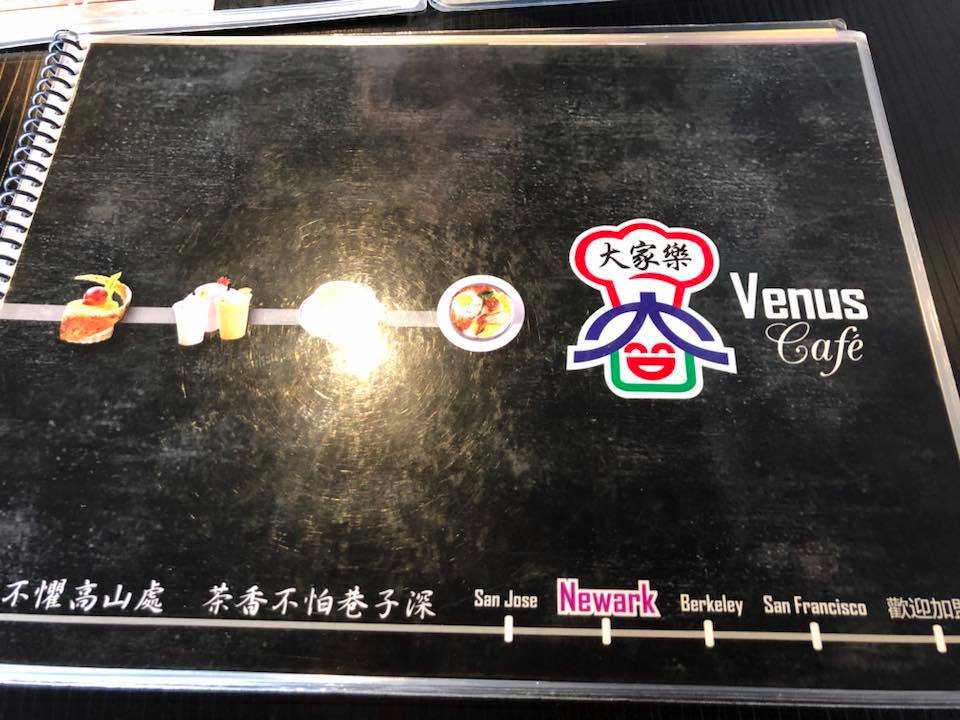 大家樂
Venus
Café
不懼高山處 茶香不怕巷子深
San Jose Newark Berkeley San Francisco 歡迎加盟